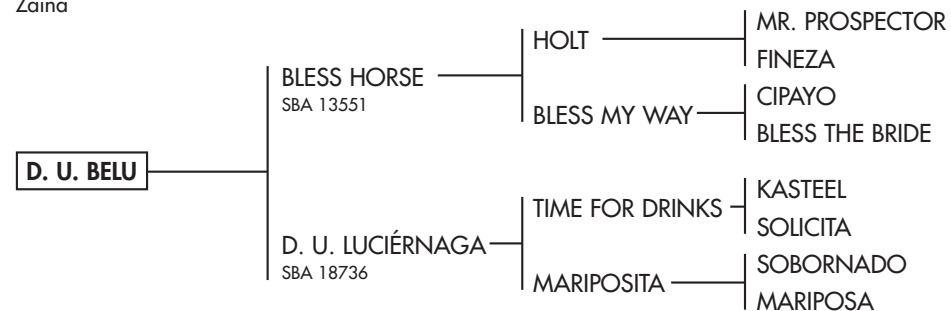 Zaina
D. U. BELU
BLESS HORSE
SBA 13551
D. U. LUCIÉRNAGA
SBA 18736
HOLT
BLESS MY WAY
TIME FOR DRINKS
MARIPOSITA
MR. PROSPECTOR
FINEZA
CIPAYO
BLESS THE BRIDE
KASTEEL
SOLICITA
SOBORNADO
MARIPOSA